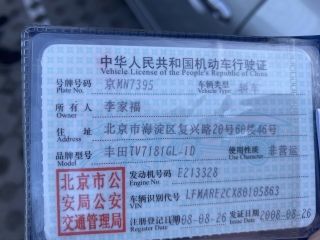 中华人民共和国机动车行驶证
Vehicle License of the People's Republic of China
号牌号码 京MW7395 车辆类型 轿车
Plate No. Vehicle Type
所有人 李家福
Owner
住址 北京市海淀区复兴路20号60楼46号
Address
品牌型号 丰田TV7181GL-iD 使用性质 非营运
Model Use Character
北京市公
安局公安
交通管理局
发动机号码 E213328
Engine No.
车辆识别代号 LFMARE2CX80105863
VIN
注册登记日期 2008-08-26 发证日期 2008-08-26
Register Date Issue Date